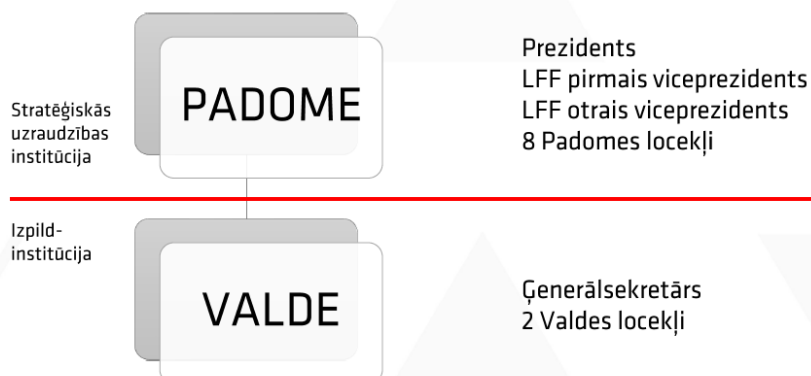 Stratēģiskās
uzraudzības
institūcija
PADOME
Prezidents
LFF pirmais viceprezidents
LFF otrais viceprezidents
8 Padomes locekļi
Izpild-
institūcija
VALDE
Ģenerālsekretārs
2 Valdes locekļi